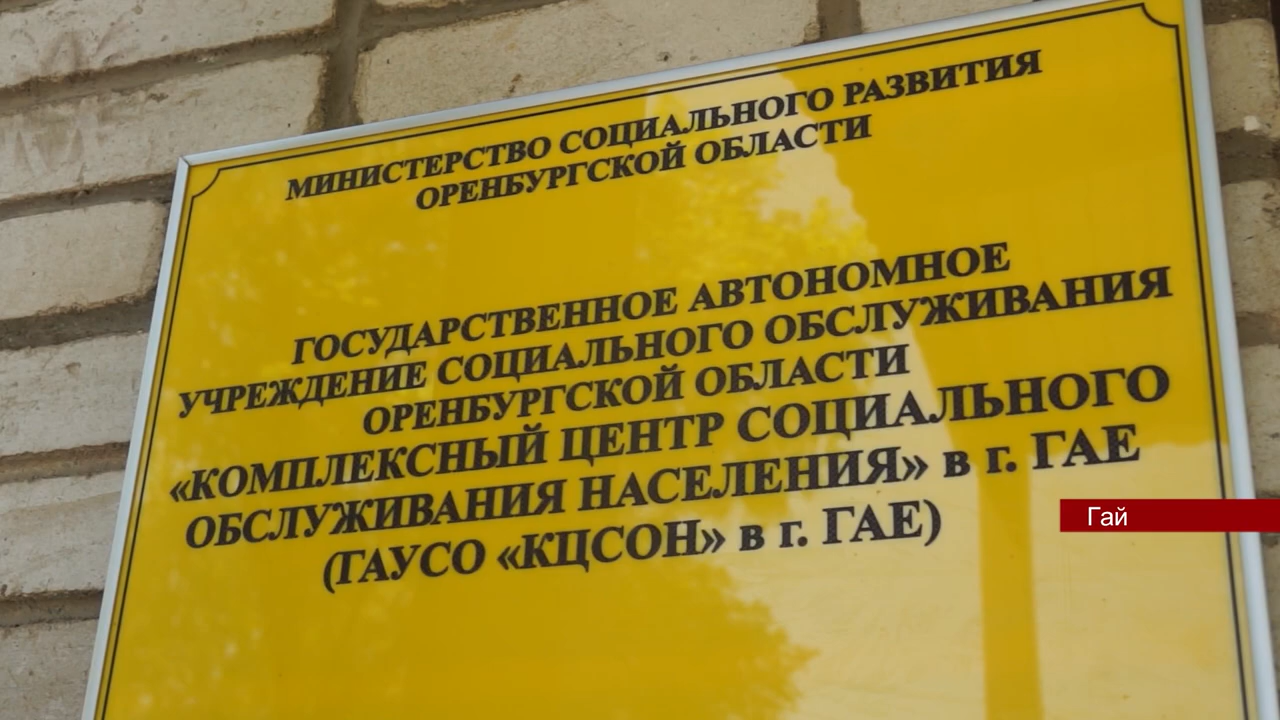 МИНИСТЕРСТВО СОЦИАЛЬНОГО РАЗВИТИЯ
ОРЕНБУРГСКОЙ ОБЛАСТИ
ГОСУДАРСТВЕННОЕ АВТОНОМНОЕ
УЧРЕЖДЕНИЕ СОЦИАЛЬНОГО ОБСЛУЖИВАНИЯ
ОРЕНБУРГСКОЙ ОБЛАСТИ
«КОМПЛЕКСНЫЙ ЦЕНТР СОЦИАЛЬНОГО
ОБСЛУЖИВАНИЯ НАСЕЛЕНИЯ» в г. ГАЕ
(ГАУСО «КЦСОН» в г. ГАЕ)
Гай